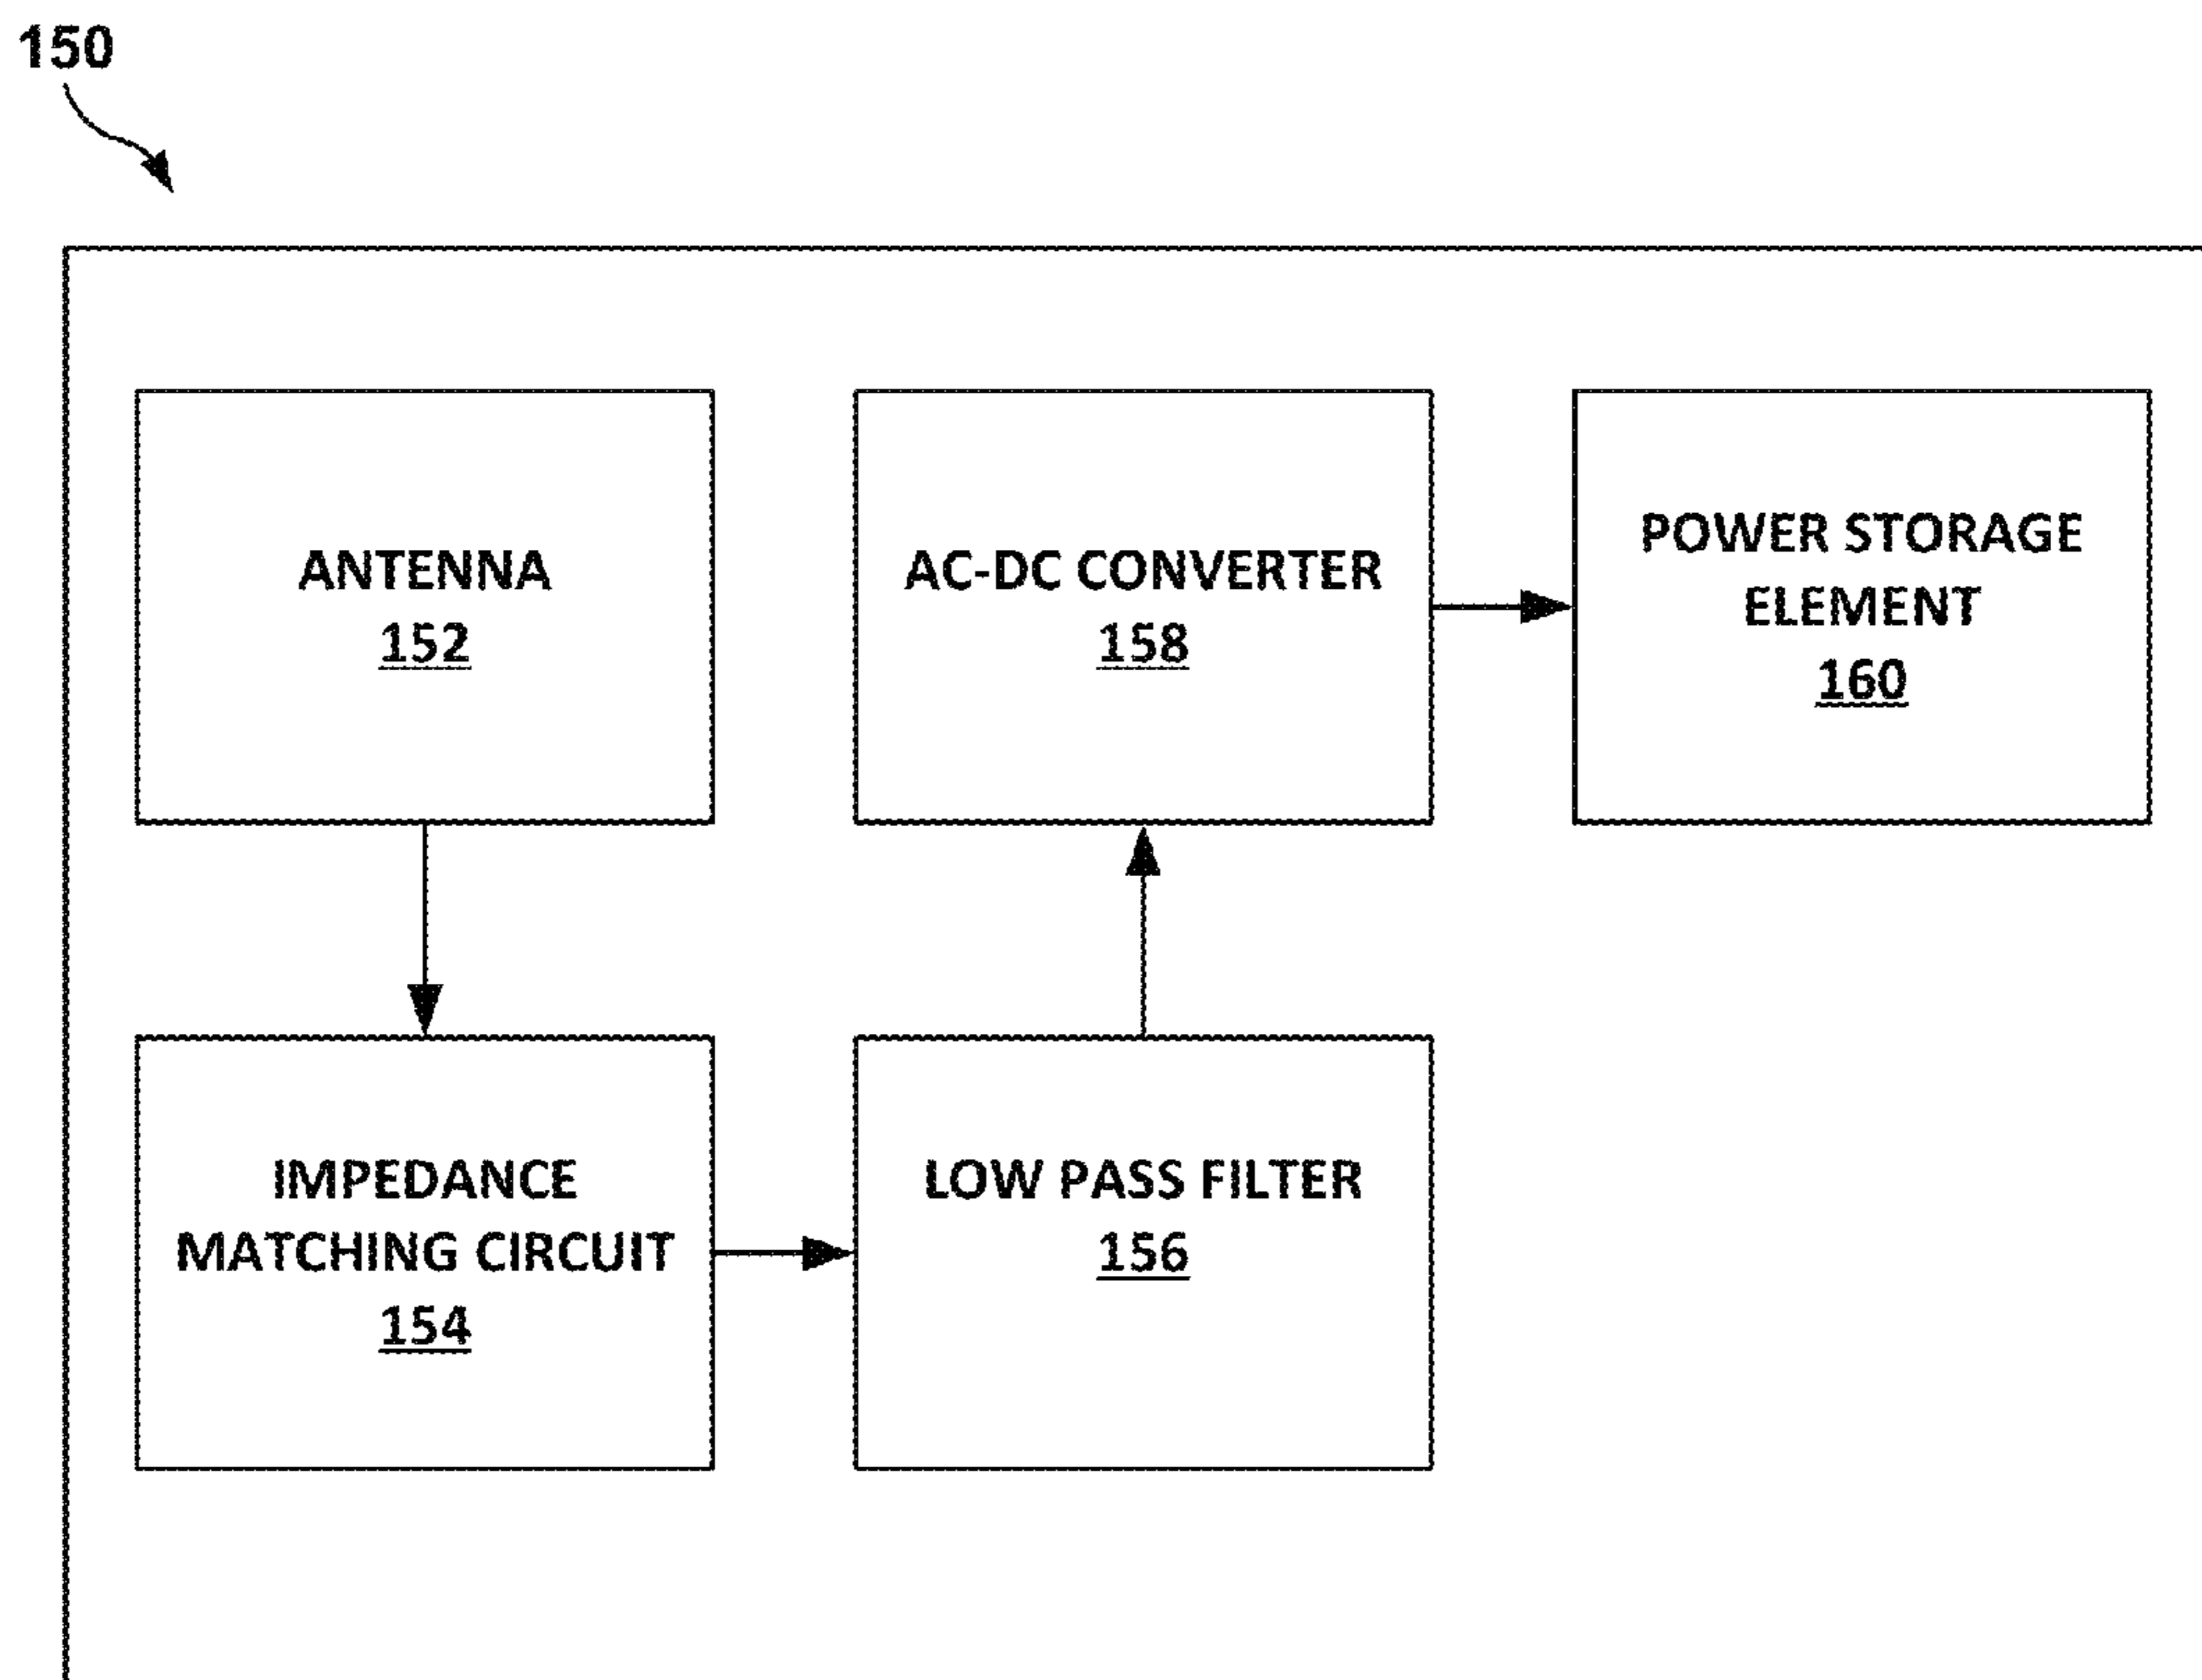 150
ANTENNA
152
AC-DC CONVERTER
158
POWER STORAGE
ELEMENT
160
IMPEDANCE
MATCHING CIRCUIT
154
LOW PASS FILTER
156